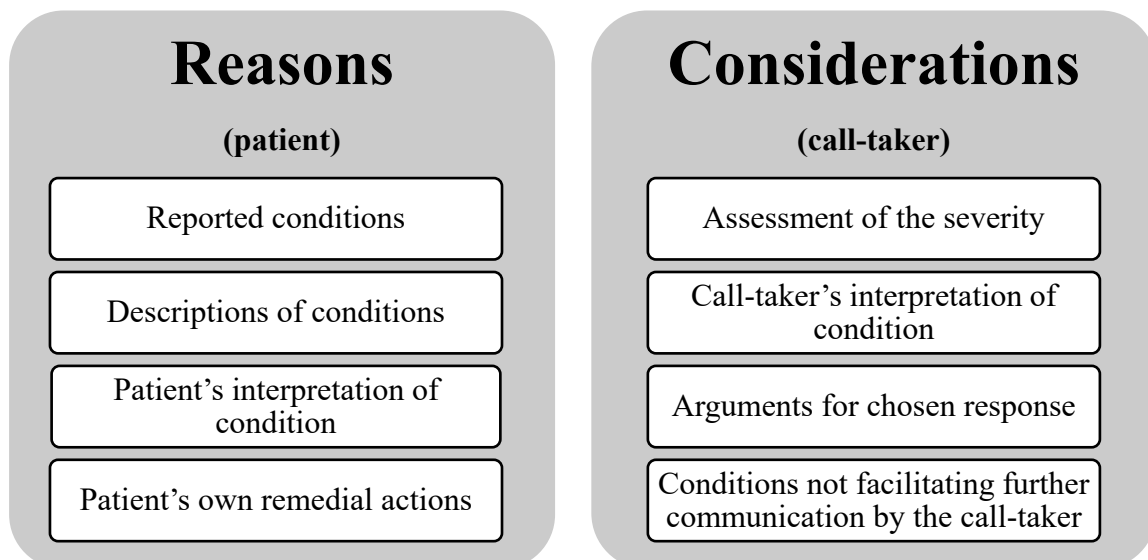 Reasons
(patient)
Reported conditions
Descriptions of conditions
Patient’s interpretation of
condition
Patient’s own remedial actions
Considerations
(call-taker)
Assessment of the severity
Call-taker’s interpretation of
condition
Arguments for chosen response
Conditions not facilitating further
communication by the call-taker